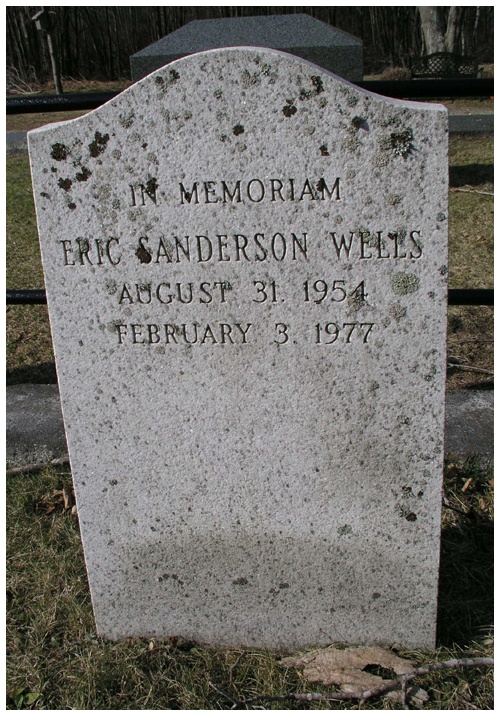 IN MEMORIAM
ERIC SANDERSON WELLS
AUGUST 31. 1954
FEBRUARY 3. 1977